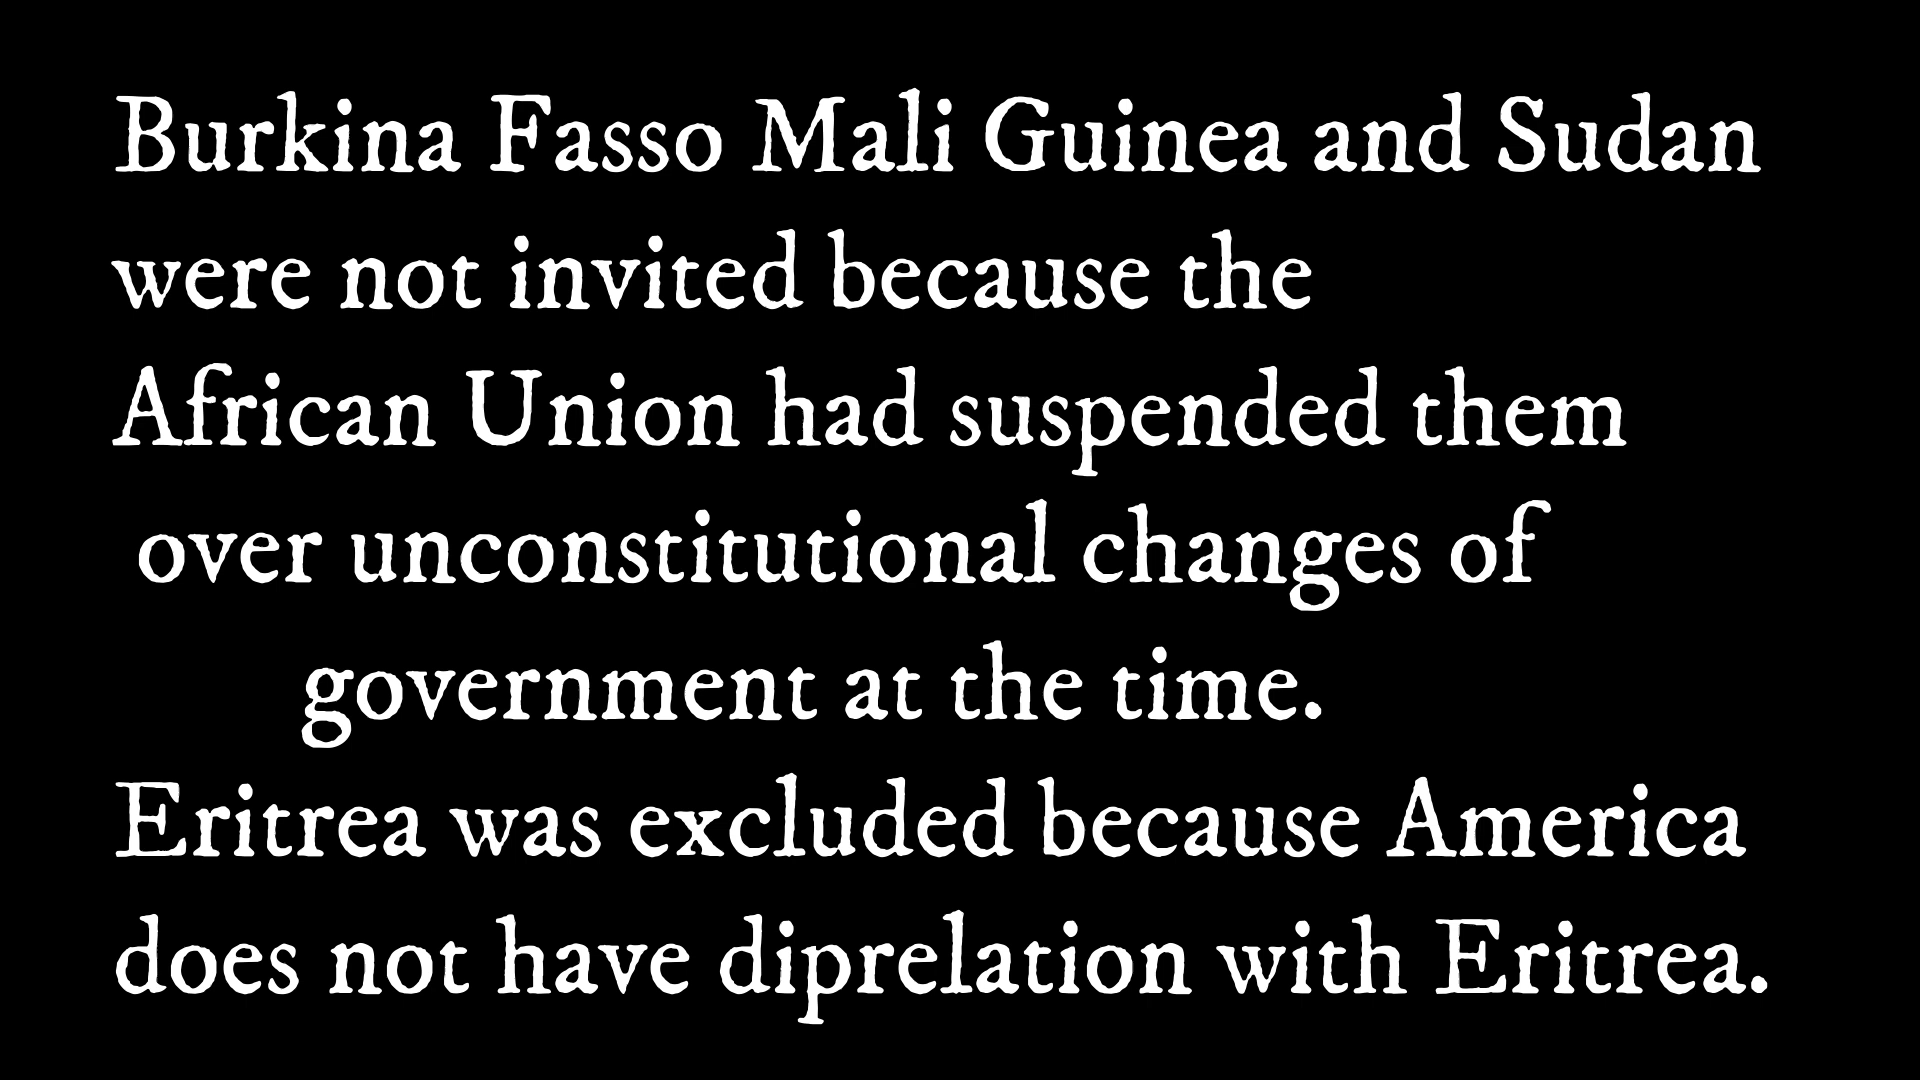 Burkina Fasso Mali Guinea and Sudan
were not invited because the
African Union had suspended them
over unconstitutional changes of
government at the time.
Eritrea was excluded because America
does not have diprelation with Eritrea.